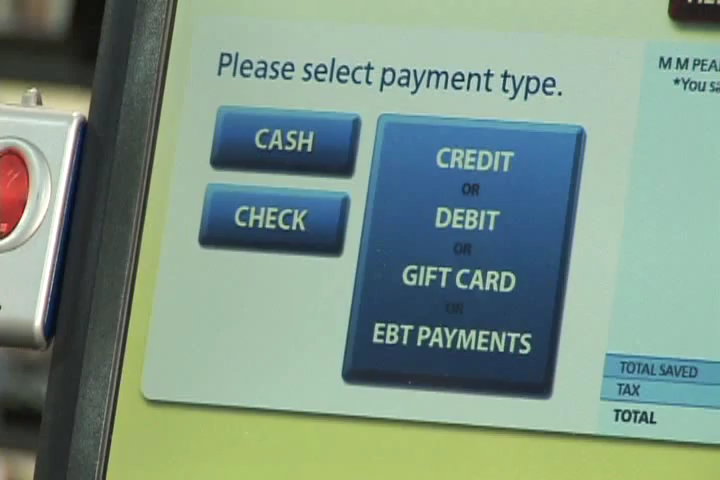 Please select payment type.
CASH
CHECK
CREDIT
OR
DEBIT
OR
GIFT CARD
OR
EBT PAYMENTS
M M PEA
*You sa
TOTAL SAVED
TAX
TOTAL